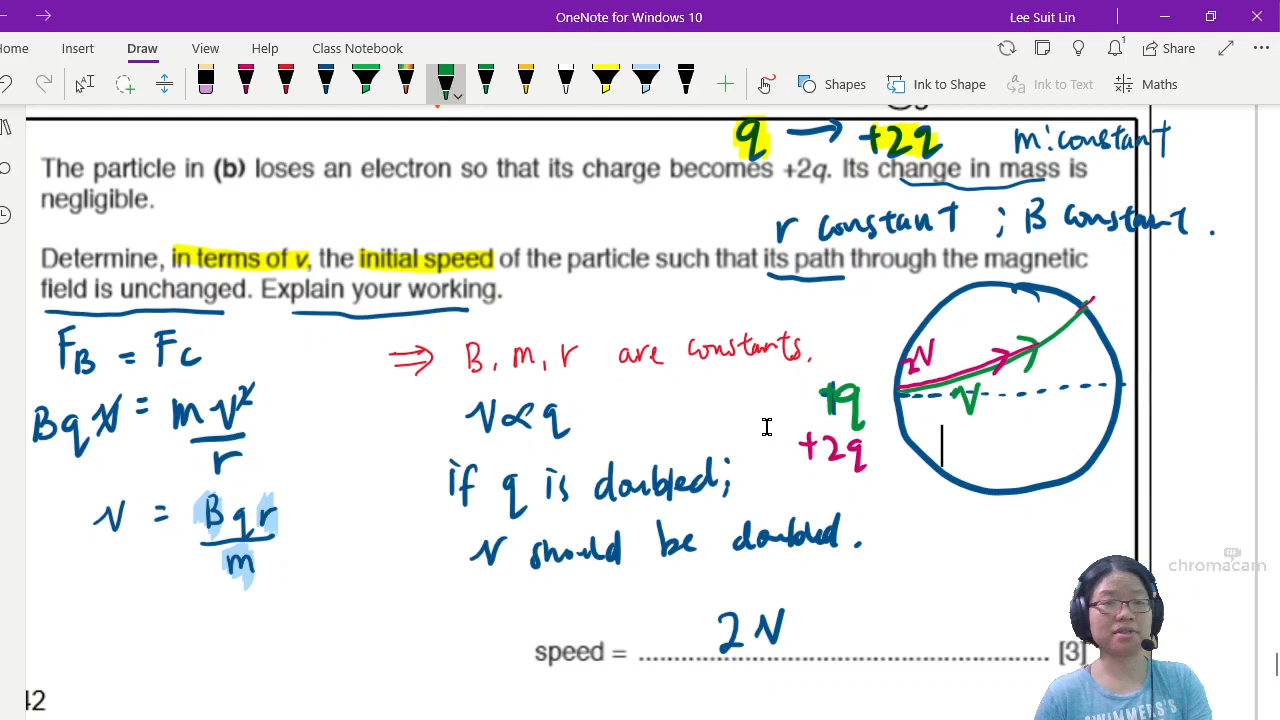 OneNote for Windows 10
Lee Suit Lin
ome Insert Draw View Help Class Notebook
1
Share
Shapes Ink to Shape Ink to Text Maths
q → +2q m: constant
The particle in (b) loses an electron so that its charge becomes +2q. Its change in mass is
negligible.
r constant ; B constant.
Determine, in terms of v, the initial speed of the particle such that its path through the magnetic
field is unchanged. Explain your working.
F_B = F_C
⇒ B, m, r are constants.
Bqv = mv²/r
v ∝ q
+q
+2q
2v
v
if q is doubled;
v = Bqr/m
v should be doubled.
chromacam
speed = 2v [3]
42
SWIMMER'S